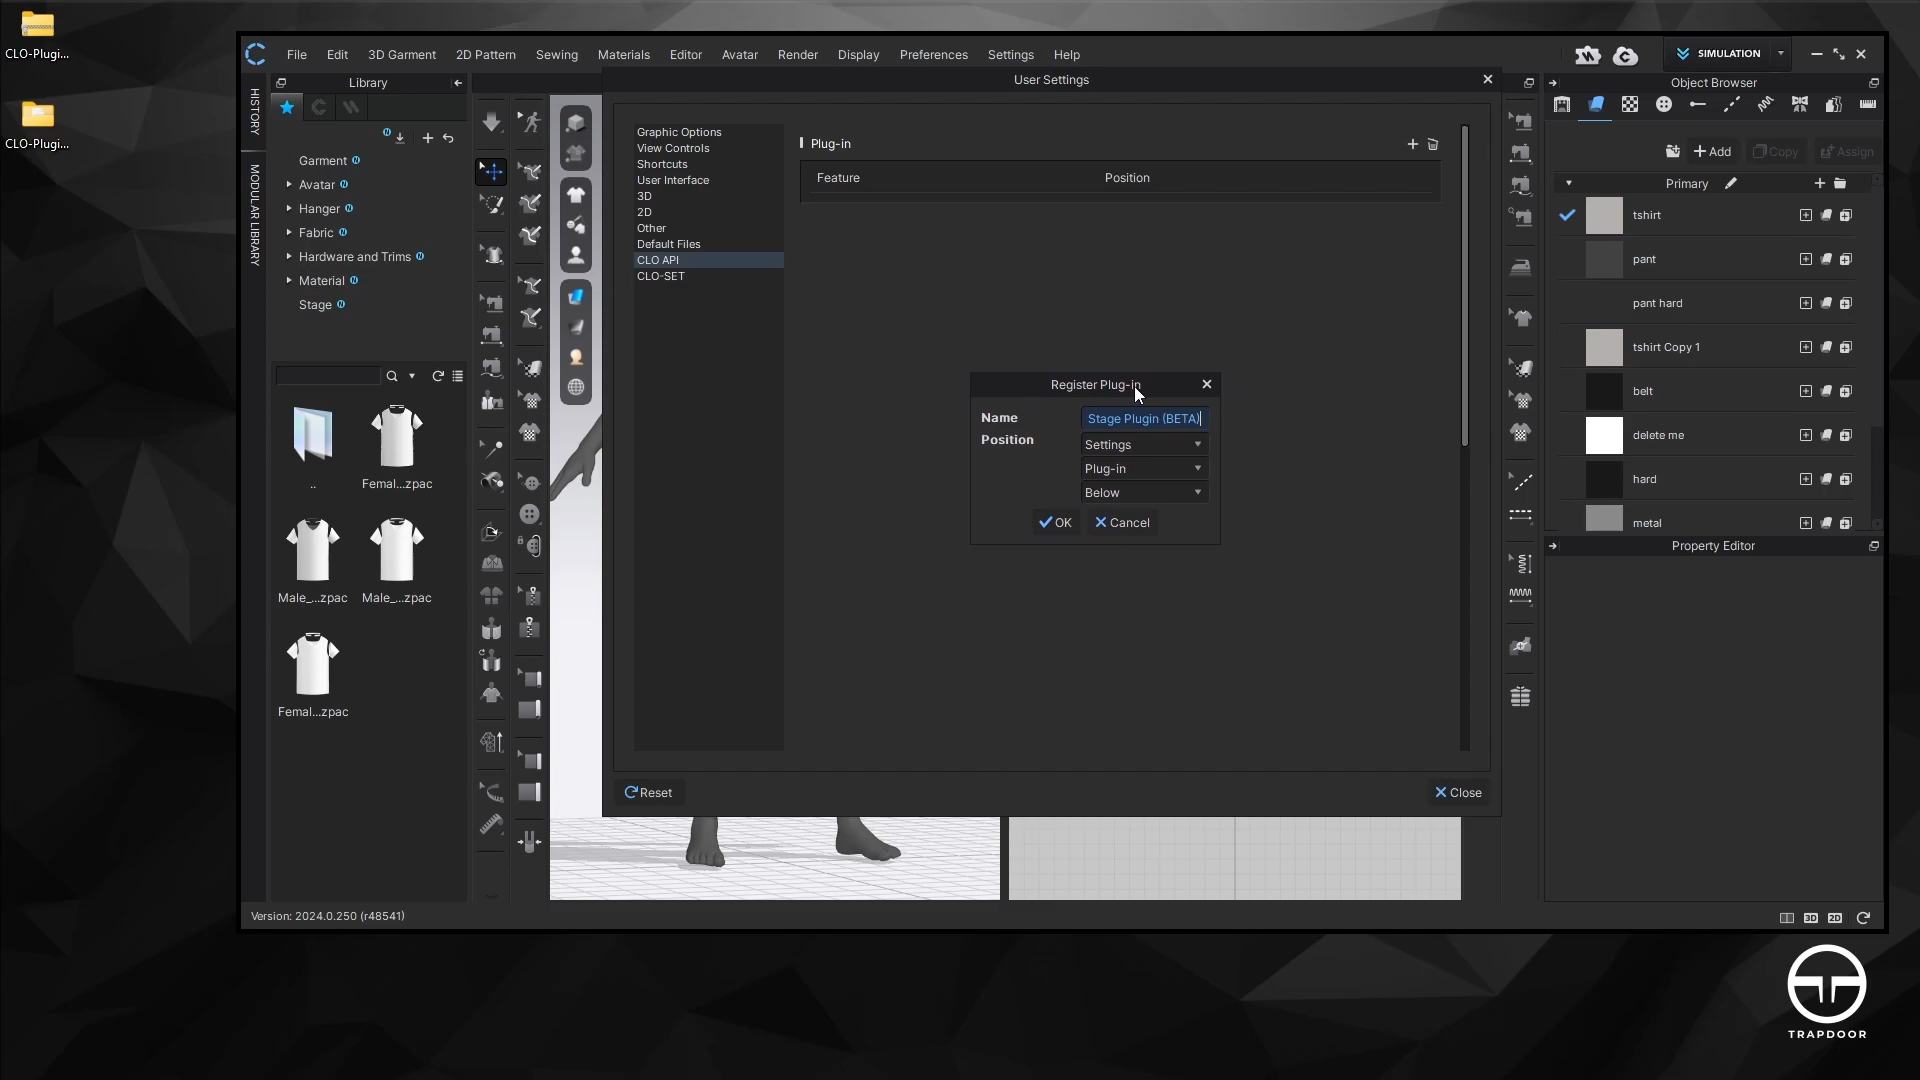 CLO-Plugi...
CLO-Plugi...
File Edit 3D Garment 2D Pattern Sewing Materials Editor Avatar Render Display Preferences Settings Help
SIMULATION
HISTORY
MODULAR LIBRARY
Library
Garment
Avatar
Hanger
Fabric
Hardware and Trims
Material
Stage
..
Femal...zpac
Male_...zpac
Male_...zpac
Femal...zpac
User Settings
Graphic Options
View Controls
Shortcuts
User Interface
3D
2D
Other
Default Files
CLO API
CLO-SET
Plug-in
Feature Position
Register Plug-in
Name Stage Plugin (BETA)
Position Settings
Plug-in
Below
OK Cancel
Reset
Close
Object Browser
Add Copy Assign
Primary
tshirt
pant
pant hard
tshirt Copy 1
belt
delete me
hard
metal
Property Editor
Version: 2024.0.250 (r48541)
3D 2D
TRAPDOOR